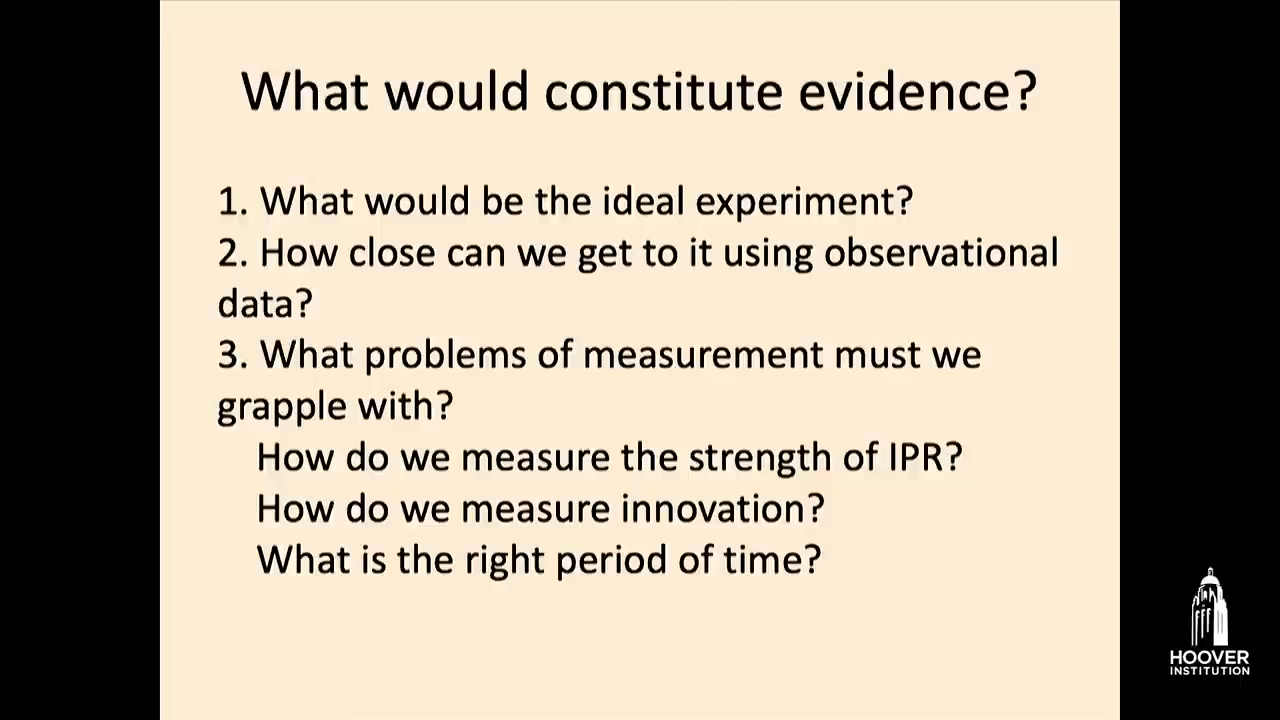 What would constitute evidence?
1. What would be the ideal experiment?
2. How close can we get to it using observational
data?
3. What problems of measurement must we
grapple with?
How do we measure the strength of IPR?
How do we measure innovation?
What is the right period of time?
HOOVER
INSTITUTION